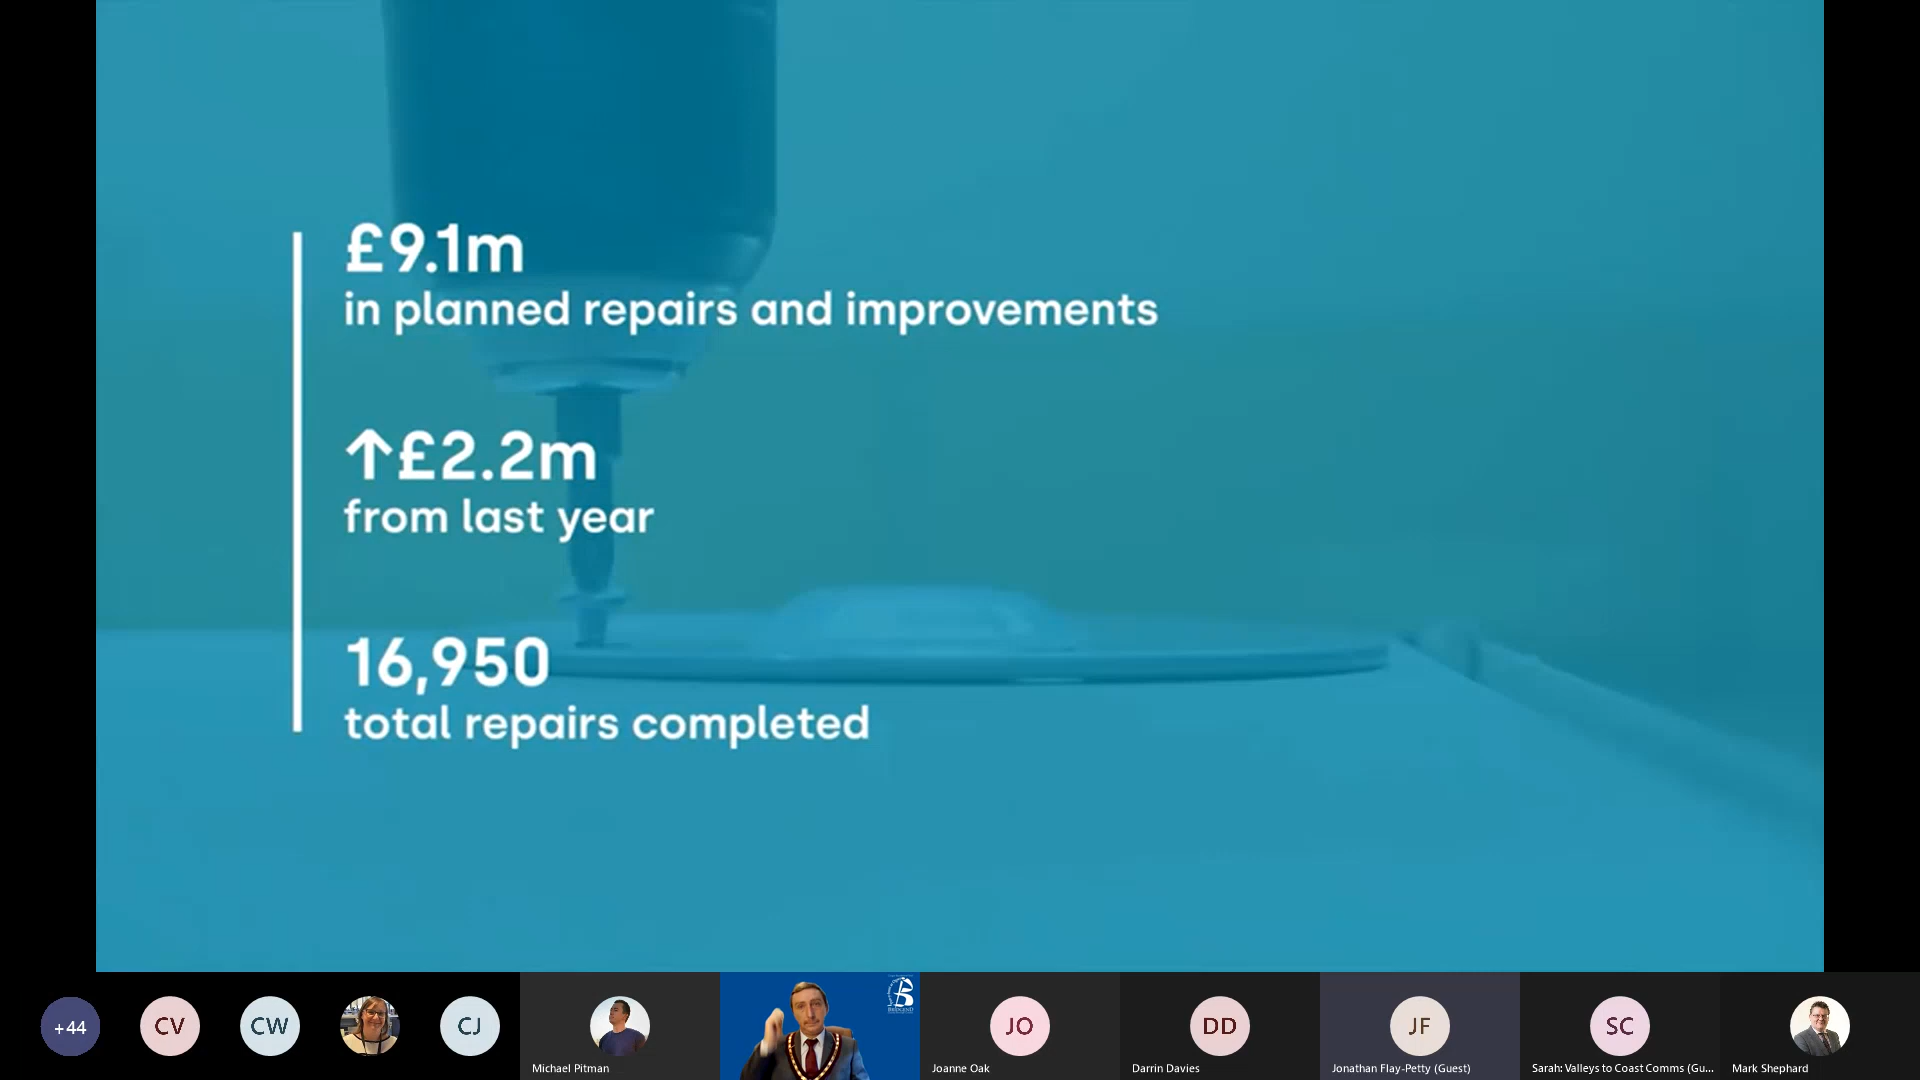 £9.1m
in planned repairs and improvements
↑£2.2m
from last year
16,950
total repairs completed
+44
CV
CW
CJ
Michael Pitman
JO
Joanne Oak
DD
Darrin Davies
JF
Jonathan Flay-Petty (Guest)
SC
Sarah: Valleys to Coast Comms (Gu...
Mark Shephard